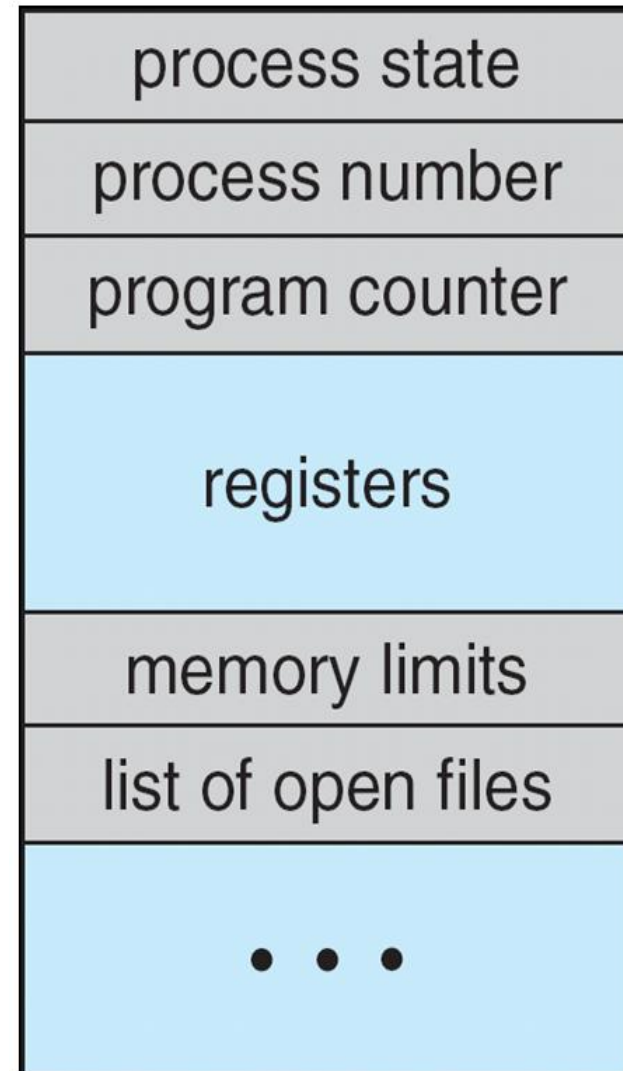 process state
process number
program counter
registers
memory limits
list of open files
• • •